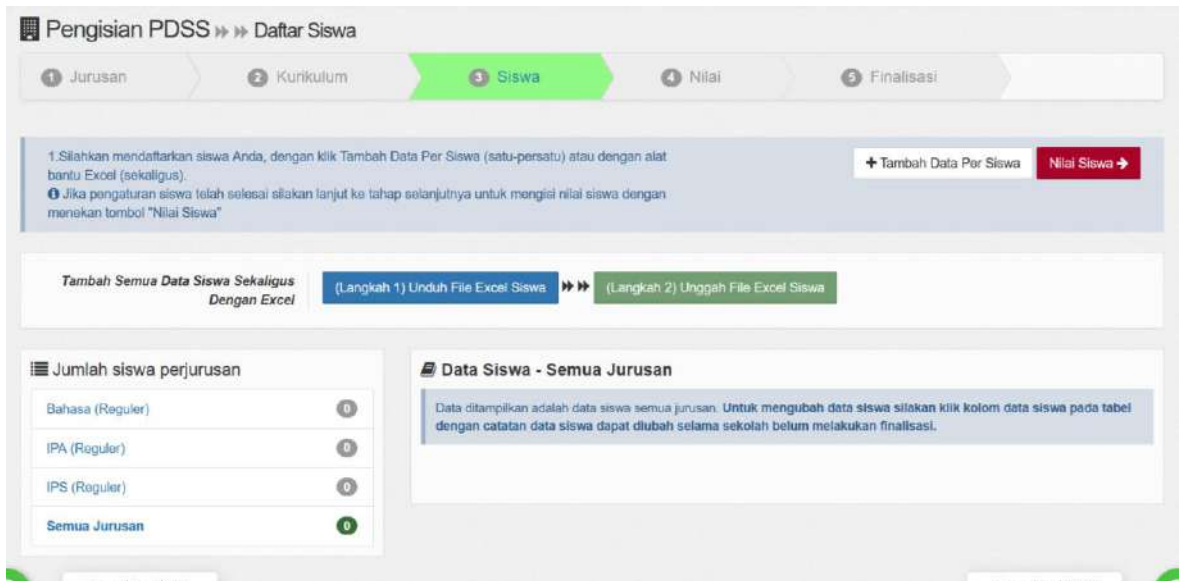 Pengisian PDSS Daftar Siswa
1 Jurusan
2 Kurikulum
3 Siswa
4 Nilai
5 Finalisasi
1.Silahkan mendaftarkan siswa Anda, dengan klik Tambah Data Per Siswa (satu-persatu) atau dengan alat
bantu Excel (sekaligus).
Jika pengaturan siswa telah selesai silakan lanjut ke tahap selanjutnya untuk mengisi nilai siswa dengan
menekan tombol "Nilai Siswa"
+ Tambah Data Per Siswa
Nilai Siswa
Tambah Semua Data Siswa Sekaligus
Dengan Excel
(Langkah 1) Unduh File Excel Siswa
(Langkah 2) Unggah File Excel Siswa
Jumlah siswa perjurusan
Bahasa (Reguler) 0
IPA (Reguler) 0
IPS (Reguler) 0
Semua Jurusan 0
Data Siswa - Semua Jurusan
Data ditampilkan adalah data siswa semua jurusan. Untuk mengubah data siswa silakan klik kolom data siswa pada tabel
dengan catatan data siswa dapat diubah selama sekolah belum melakukan finalisasi.